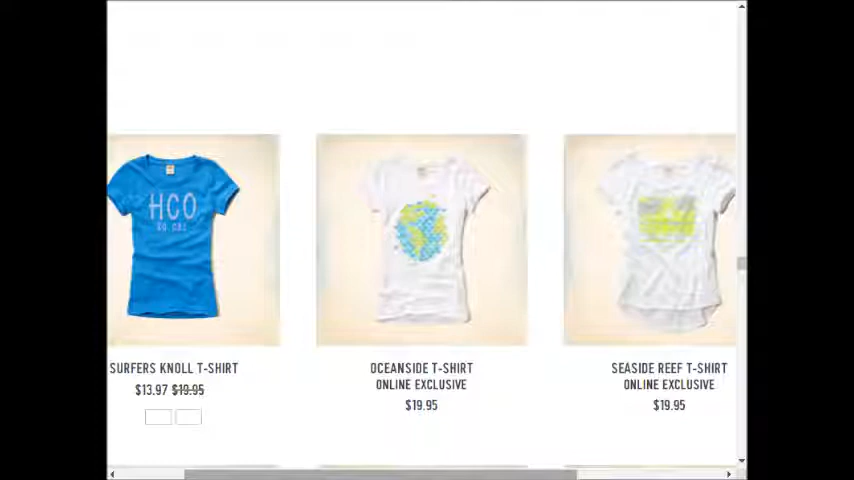 HCO
SURFERS KNOLL T-SHIRT
$13.97 $19.95
OCEANSIDE T-SHIRT
ONLINE EXCLUSIVE
$19.95
SEASIDE REEF T-SHIRT
ONLINE EXCLUSIVE
$19.95